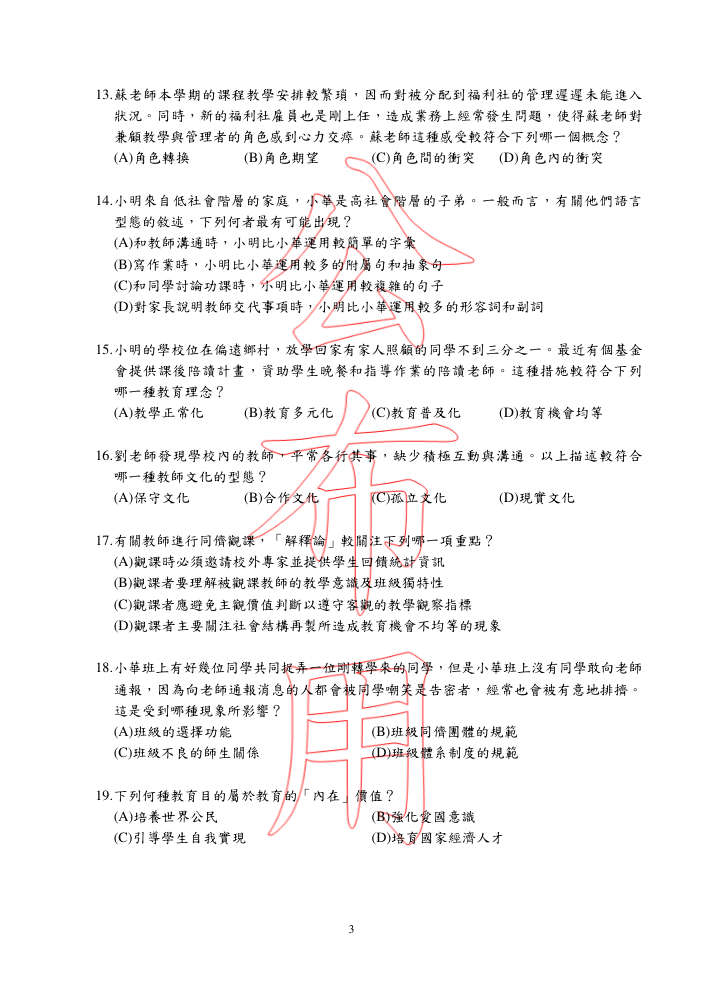 13.蘇老師本學期的課程教學安排較繁瑣，因而對被分配到福利社的管理遲遲未能進入
狀況。同時，新的福利社雇員也是剛上任，造成業務上經常發生問題，使得蘇老師對
兼顧教學與管理者的角色感到心力交瘁。蘇老師這種感受較符合下列哪一個概念？
(A)角色轉換 (B)角色期望 (C)角色間的衝突 (D)角色內的衝突
14.小明來自低社會階層的家庭，小華是高社會階層的子弟。一般而言，有關他們語言
型態的敘述，下列何者最有可能出現？
(A)和教師溝通時，小明比小華運用較簡單的字彙
(B)寫作業時，小明比小華運用較多的附屬句和抽象句
(C)和同學討論功課時，小明比小華運用較複雜的句子
(D)對家長說明教師交代事項時，小明比小華運用較多的形容詞和副詞
15.小明的學校位在偏遠鄉村，放學回家有家人照顧的同學不到三分之一。最近有個基金
會提供課後陪讀計畫，資助學生晚餐和指導作業的陪讀老師。這種措施較符合下列
哪一種教育理念？
(A)教學正常化 (B)教育多元化 (C)教育普及化 (D)教育機會均等
16.劉老師發現學校內的教師，平常各行其事，缺少積極互動與溝通。以上描述較符合
哪一種教師文化的型態？
(A)保守文化 (B)合作文化 (C)孤立文化 (D)現實文化
17.有關教師進行同儕觀課，「解釋論」較關注下列哪一項重點？
(A)觀課時必須邀請校外專家並提供學生回饋統計資訊
(B)觀課者要理解被觀課教師的教學意識及班級獨特性
(C)觀課者應避免主觀價值判斷以遵守客觀的教學觀察指標
(D)觀課者主要關注社會結構再製所造成教育機會不均等的現象
18.小華班上有好幾位同學共同捉弄一位剛轉學來的同學，但是小華班上沒有同學敢向老師
通報，因為向老師通報消息的人都會被同學嘲笑是告密者，經常也會被有意地排擠。
這是受到哪種現象所影響？
(A)班級的選擇功能 (B)班級同儕團體的規範
(C)班級不良的師生關係 (D)班級體系制度的規範
19.下列何種教育目的屬於教育的「內在」價值？
(A)培養世界公民 (B)強化愛國意識
(C)引導學生自我實現 (D)培育國家經濟人才
公
布
用
3